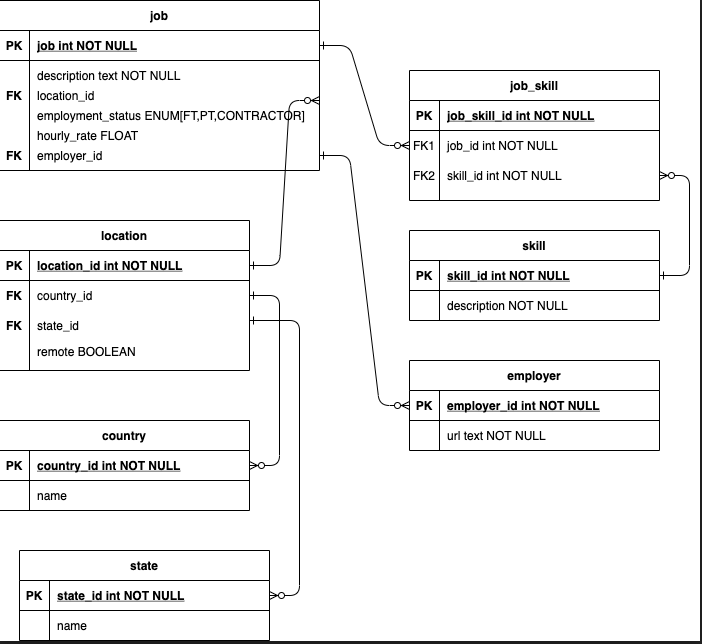 job
PK job int NOT NULL
description text NOT NULL
FK location_id
employment_status ENUM[FT,PT,CONTRACTOR]
hourly_rate FLOAT
FK employer_id
job_skill
PK job_skill_id int NOT NULL
FK1 job_id int NOT NULL
FK2 skill_id int NOT NULL
location
PK location_id int NOT NULL
FK country_id
FK state_id
remote BOOLEAN
skill
PK skill_id int NOT NULL
description NOT NULL
employer
PK employer_id int NOT NULL
url text NOT NULL
country
PK country_id int NOT NULL
name
state
PK state_id int NOT NULL
name